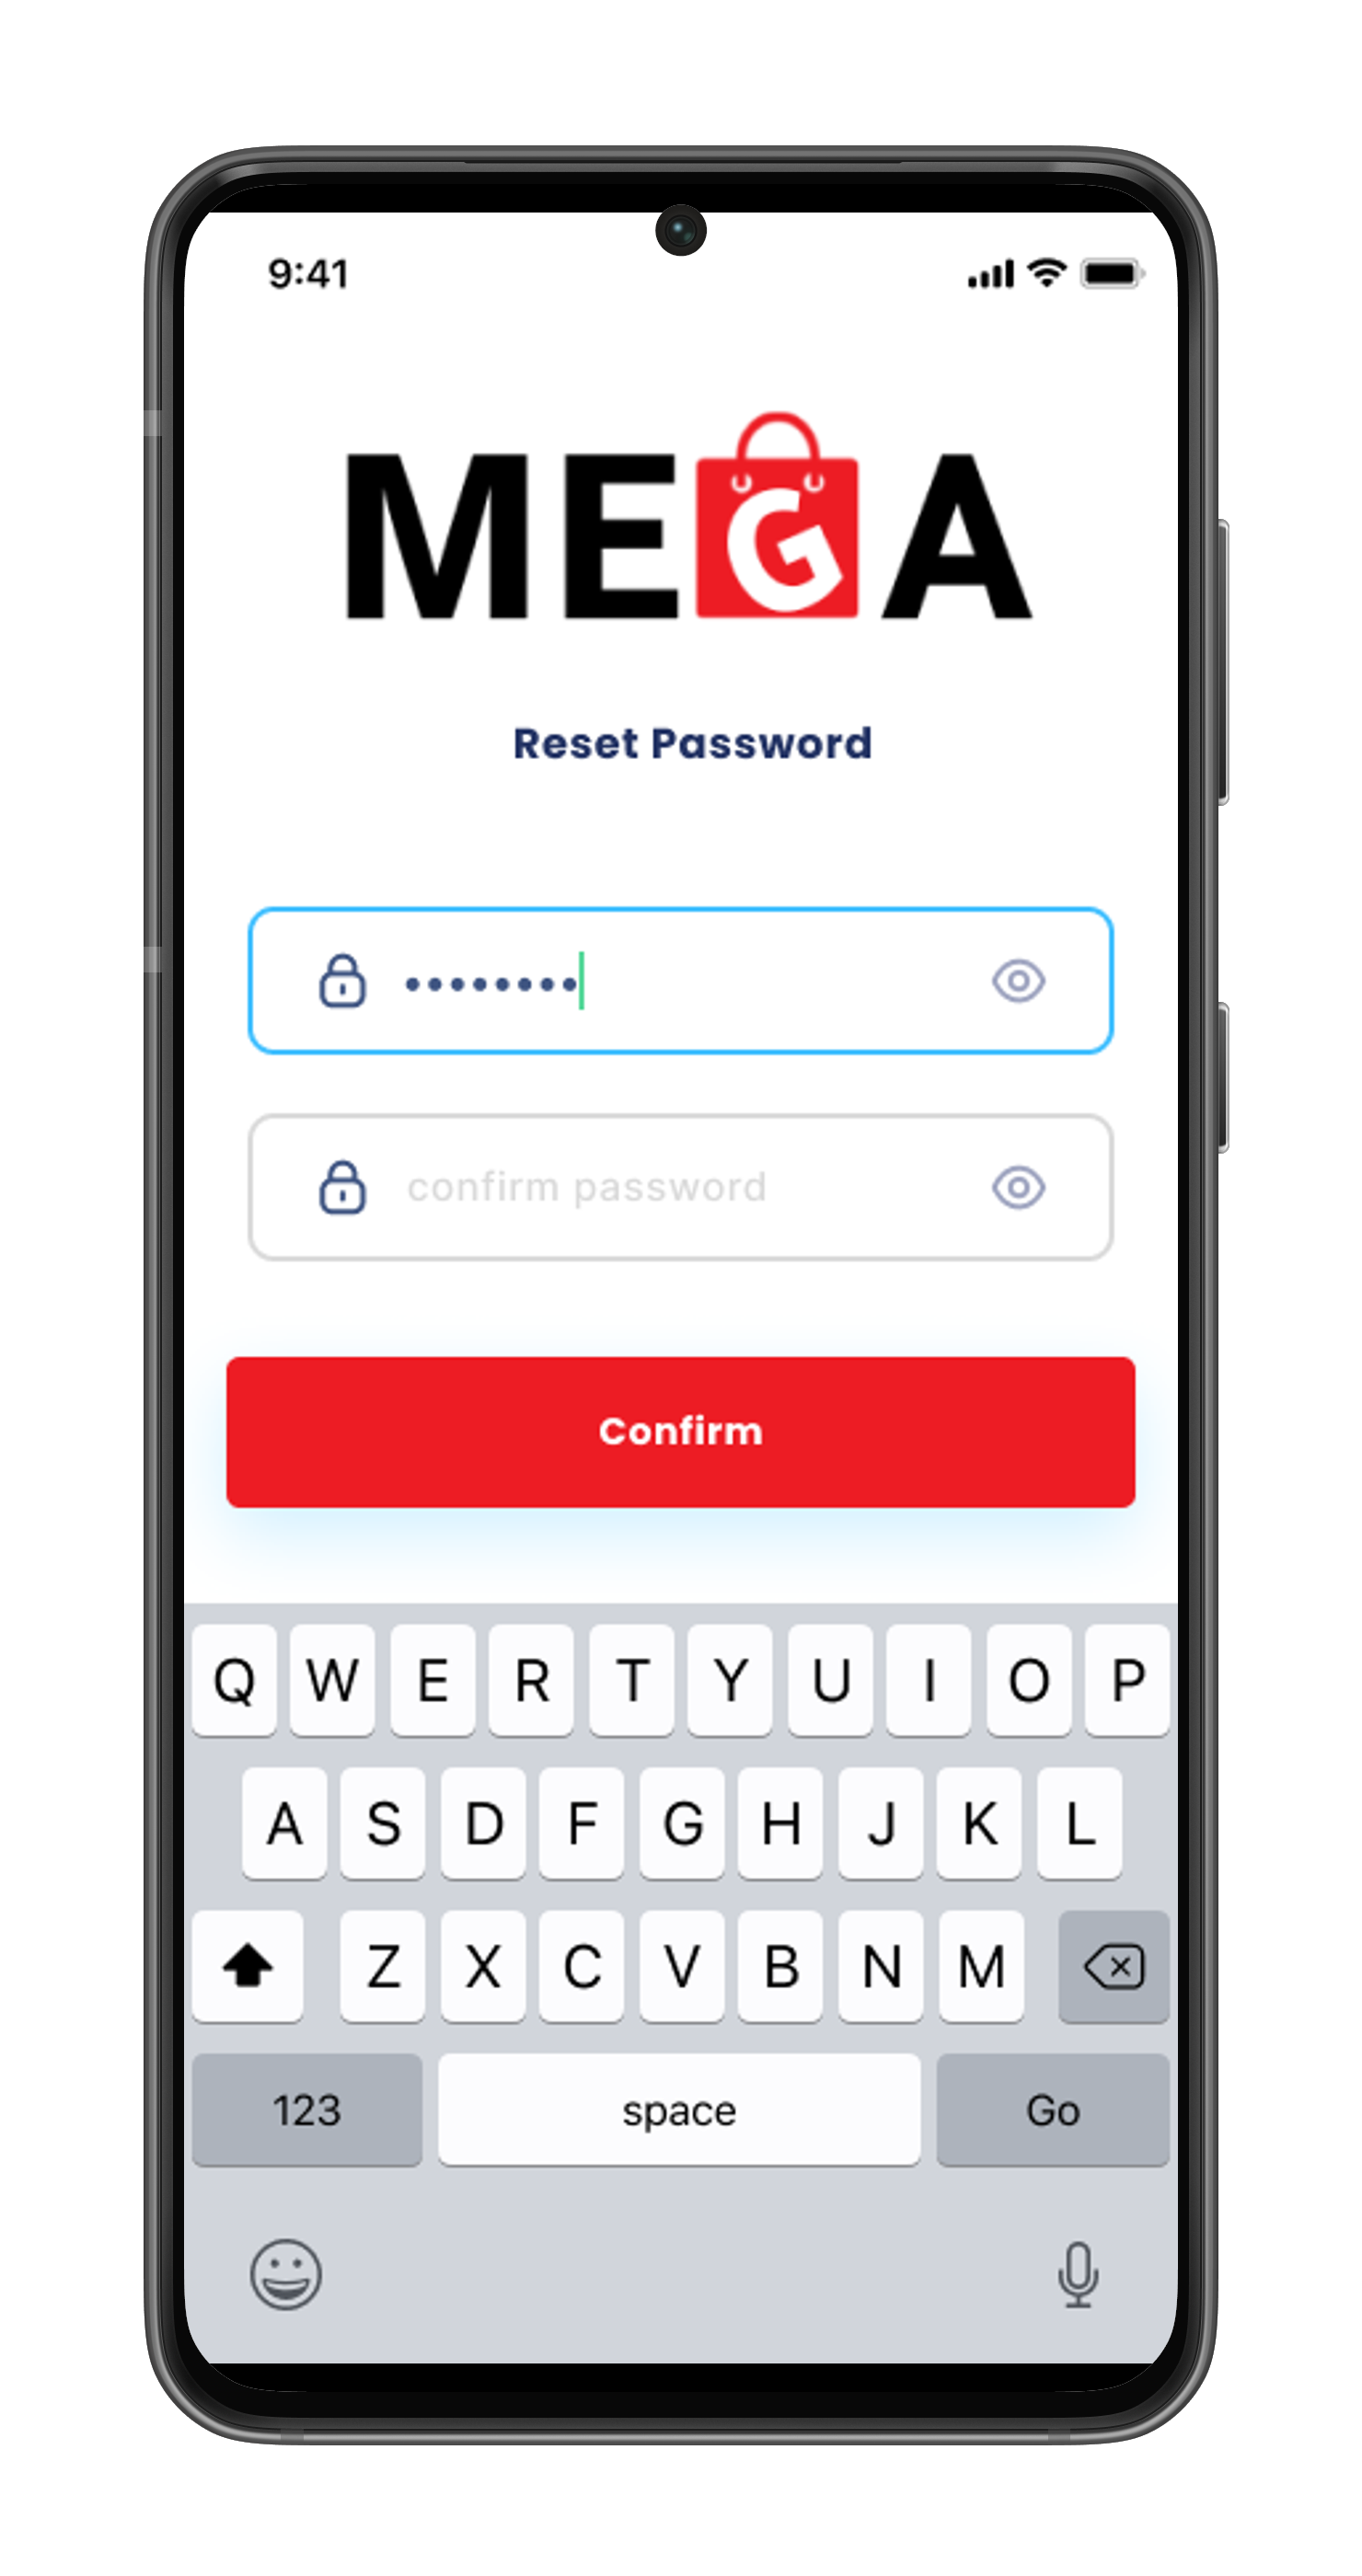 9:41
MEGA
Reset Password
••••••••
confirm password
Confirm
Q W E R T Y U I O P
A S D F G H J K L
Z X C V B N M
123 space Go